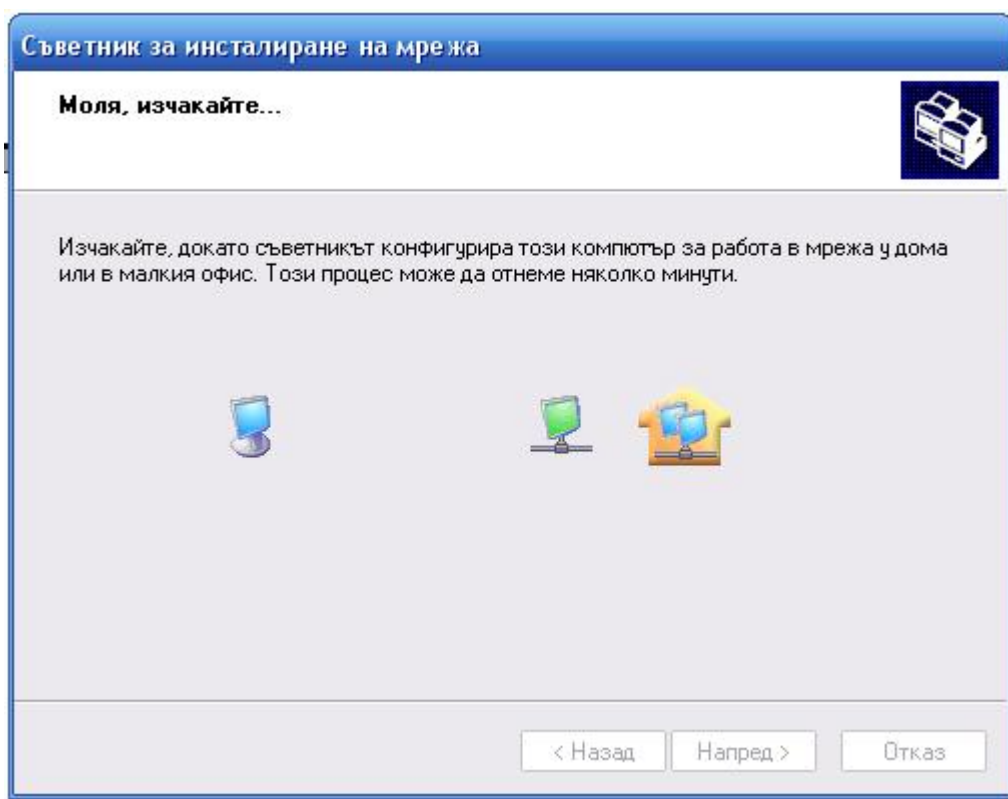 Съветник за инсталиране на мрежа
Моля, изчакайте...
Изчакайте, докато съветникът конфигурира този компютър за работа в мрежа у дома
или в малкия офис. Този процес може да отнеме няколко минути.
< Назад
Напред >
Отказ